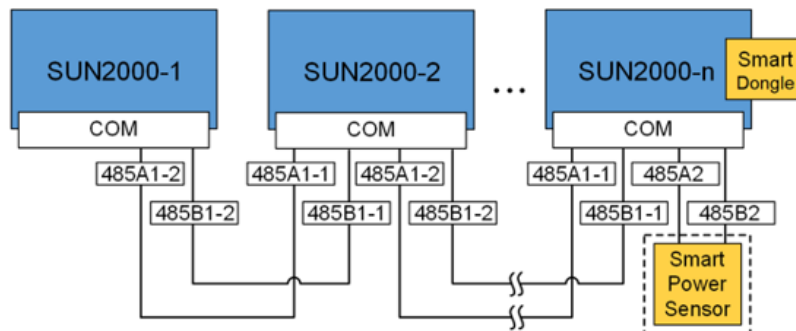 SUN2000-1
SUN2000-2
...
SUN2000-n
Smart
Dongle
COM
COM
COM
485A1-2
485A1-1
485A1-2
485A1-1
485A2
485B1-2
485B1-1
485B1-2
485B1-1
485B2
Smart
Power
Sensor